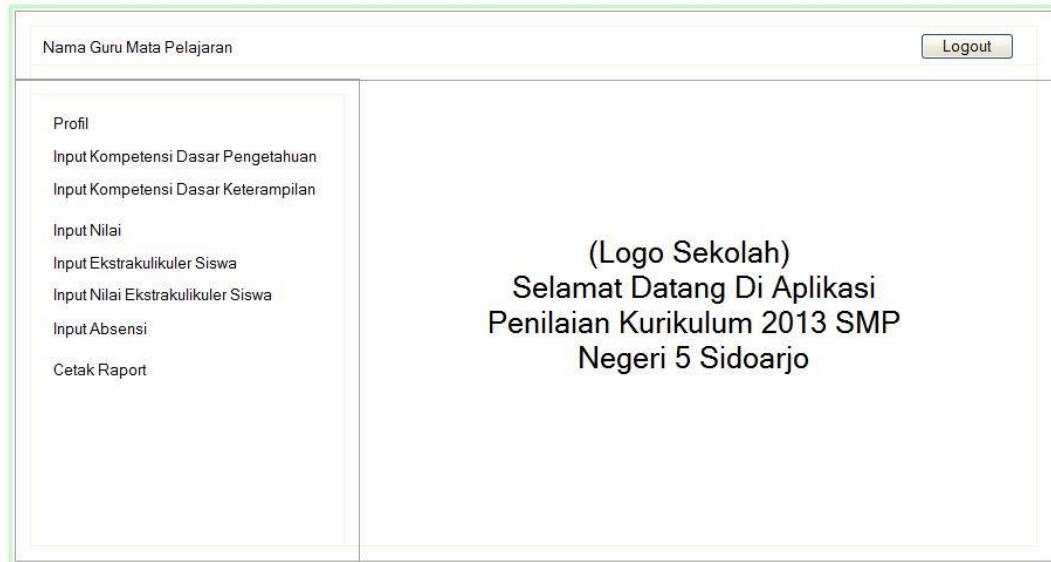 Nama Guru Mata Pelajaran
Logout
Profil
Input Kompetensi Dasar Pengetahuan
Input Kompetensi Dasar Keterampilan
Input Nilai
Input Ekstrakulikuler Siswa
Input Nilai Ekstrakulikuler Siswa
Input Absensi
Cetak Raport
(Logo Sekolah)
Selamat Datang Di Aplikasi
Penilaian Kurikulum 2013 SMP
Negeri 5 Sidoarjo